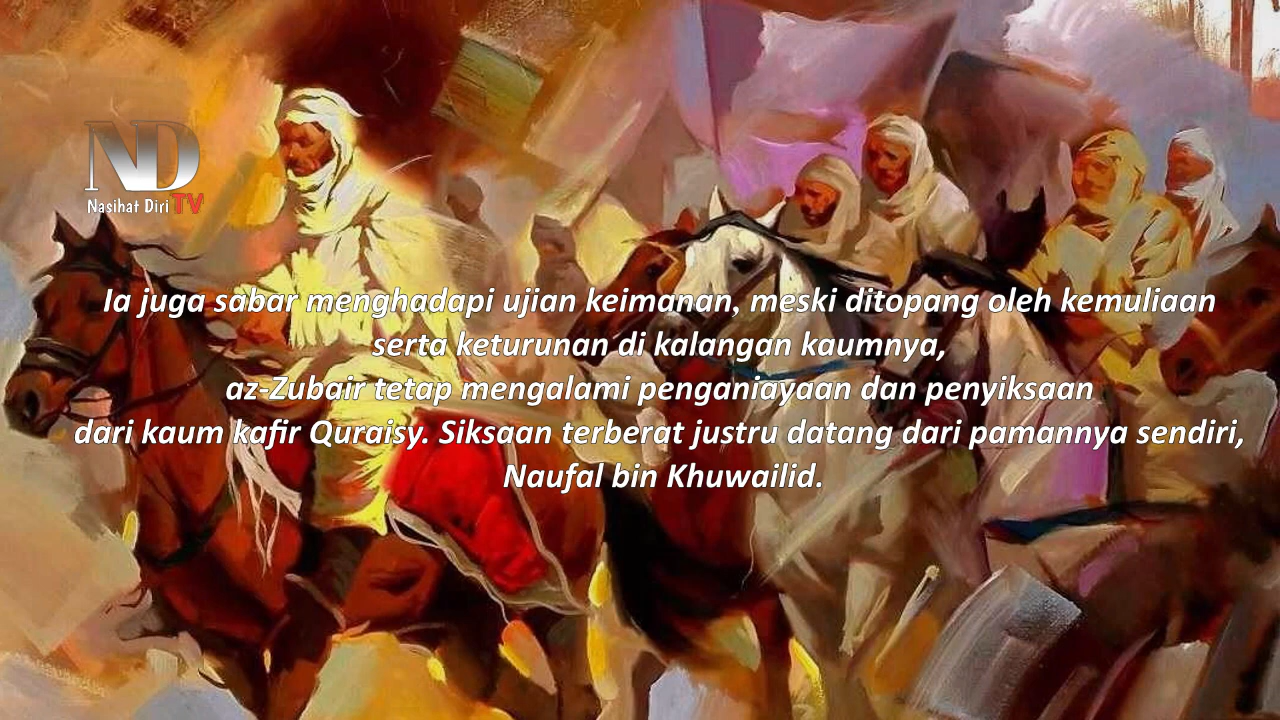 ND
Nasihat Diri TV
Ia juga sabar menghadapi ujian keimanan, meski ditopang oleh kemuliaan
serta keturunan di kalangan kaumnya,
az-Zubair tetap mengalami penganiayaan dan penyiksaan
dari kaum kafir Quraisy. Siksaan terberat justru datang dari pamannya sendiri,
Naufal bin Khuwailid.